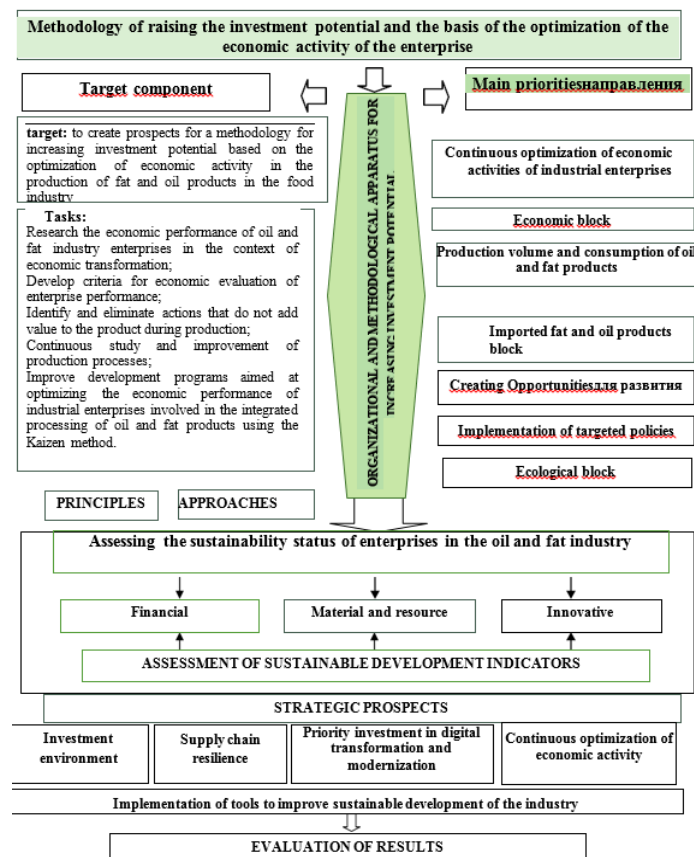 Methodology of raising the investment potential and the basis of the optimization of the
economic activity of the enterprise
Target component
Main prioritiesнаправления
target: to create prospects for a methodology for
increasing investment potential based on the
optimization of economic activity in the
production of fat and oil products in the food
industry
Tasks:
Research the economic performance of oil and
fat industry enterprises in the context of
economic transformation;
Develop criteria for economic evaluation of
enterprise performance;
Identify and eliminate actions that do not add
value to the product during production;
Continuous study and improvement of
production processes;
Improve development programs aimed at
optimizing the economic performance of
industrial enterprises involved in the integrated
processing of oil and fat products using the
Kaizen method.
ORGANIZATIONAL AND METHODOLOGICAL APPARATUS FOR
INCREASING INVESTMENT POTENTIAL
Continuous optimization of economic
activities of industrial enterprises
Economic block
Production volume and consumption of oil
and fat products
Imported fat and oil products
block
Creating Opportunitiesдля развития
Implementation of targeted policies
Ecological block
PRINCIPLES
APPROACHES
Assessing the sustainability status of enterprises in the oil and fat industry
Financial
Material and resource
Innovative
ASSESSMENT OF SUSTAINABLE DEVELOPMENT INDICATORS
STRATEGIC PROSPECTS
Investment
environment
Supply chain
resilience
Priority investment in digital
transformation and
modernization
Continuous optimization of
economic activity
Implementation of tools to improve sustainable development of the industry
EVALUATION OF RESULTS